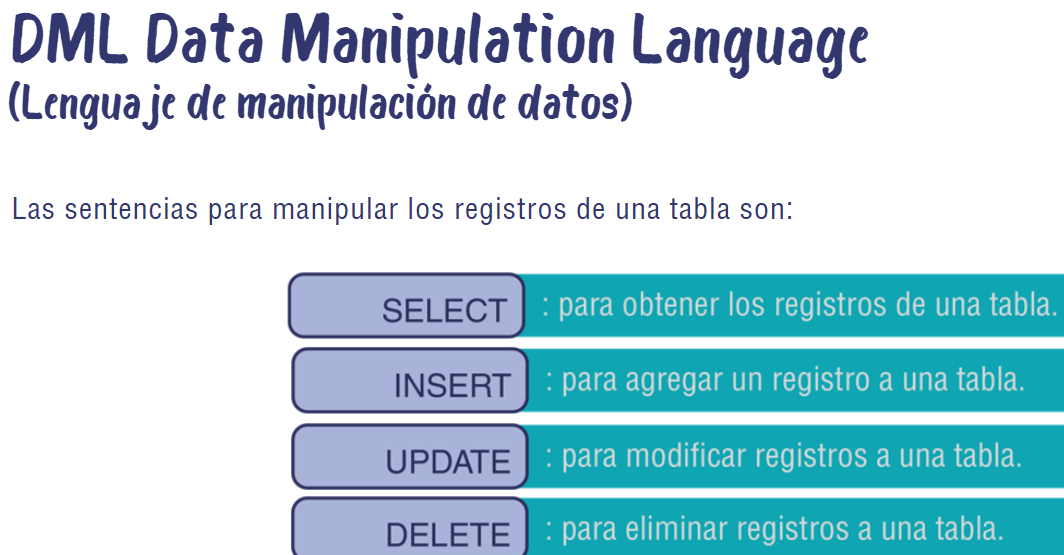 DML Data Manipulation Language
(Lenguaje de manipulación de datos)
Las sentencias para manipular los registros de una tabla son:
SELECT : para obtener los registros de una tabla.
INSERT : para agregar un registro a una tabla.
UPDATE : para modificar registros a una tabla.
DELETE : para eliminar registros a una tabla.